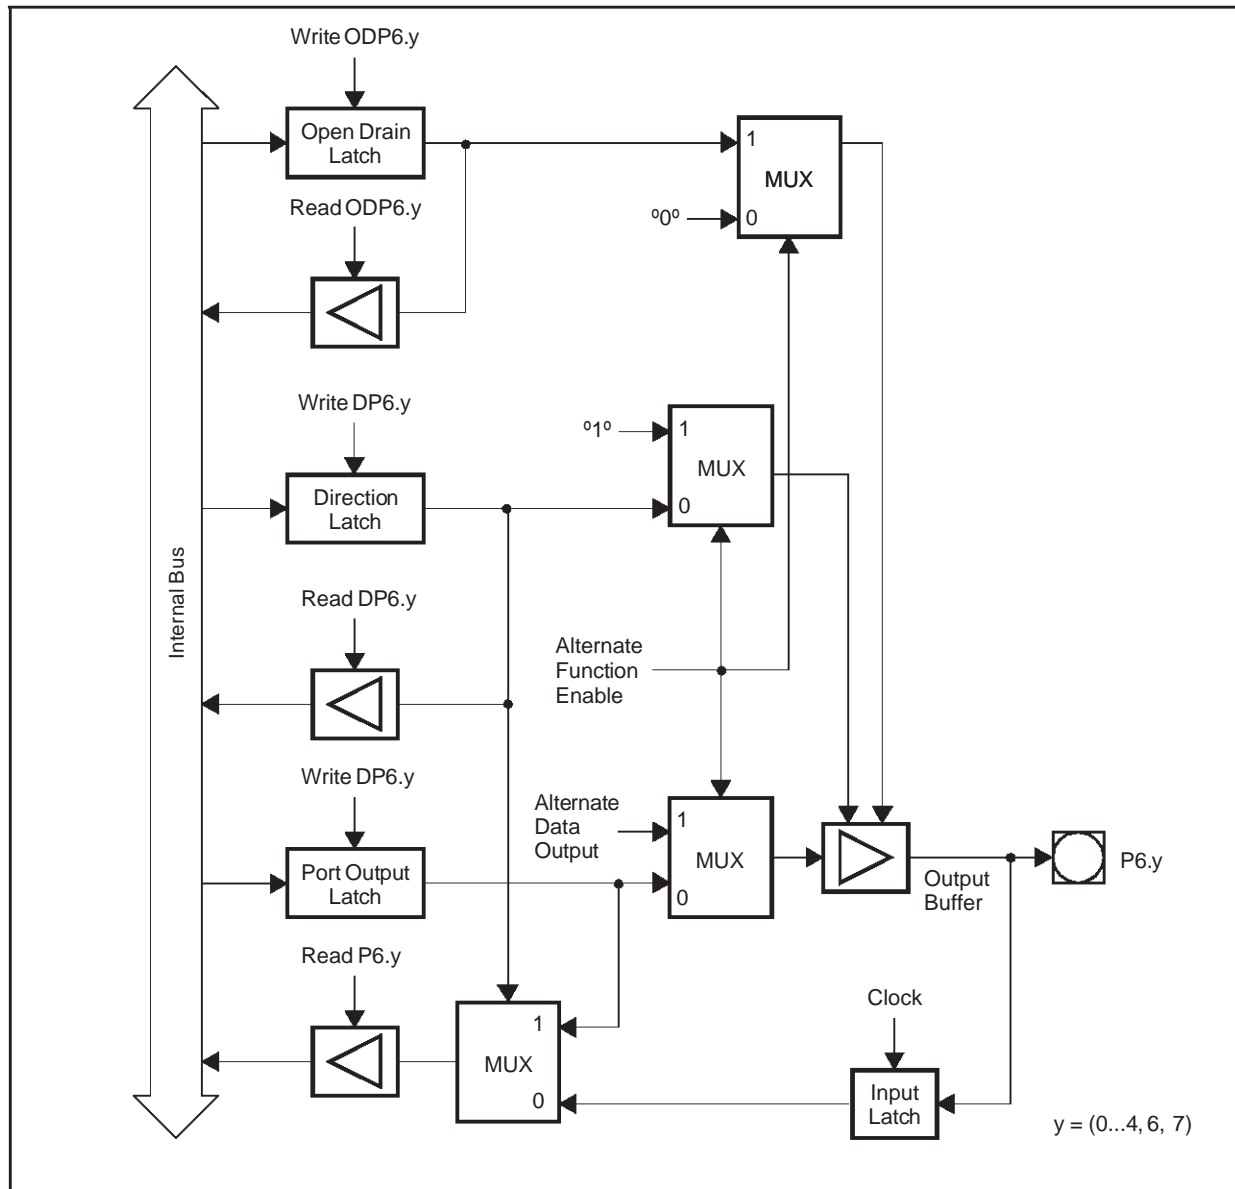 Write ODP6.y
Open Drain
Latch
1
MUX
Read ODP6.y
º0º
0
Write DP6.y
º1º
1
MUX
Direction
Latch
0
Internal Bus
Read DP6.y
Alternate
Function
Enable
Write DP6.y
Alternate
Data
Output
1
MUX
Port Output
Latch
0
Output
Buffer
P6.y
Read P6.y
Clock
1
MUX
0
Input
Latch
y = (0...4, 6, 7)